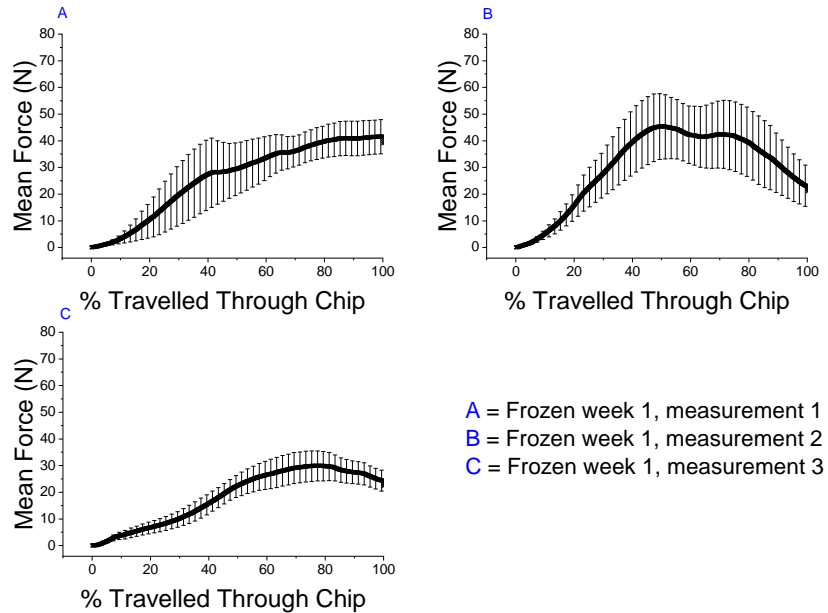 A
Mean Force (N)
80
70
60
50
40
30
20
10
0
0 20 40 60 80 100
% Travelled Through Chip
B
Mean Force (N)
80
70
60
50
40
30
20
10
0
0 20 40 60 80 100
% Travelled Through Chip
C
Mean Force (N)
80
70
60
50
40
30
20
10
0
0 20 40 60 80 100
% Travelled Through Chip
A = Frozen week 1, measurement 1
B = Frozen week 1, measurement 2
C = Frozen week 1, measurement 3